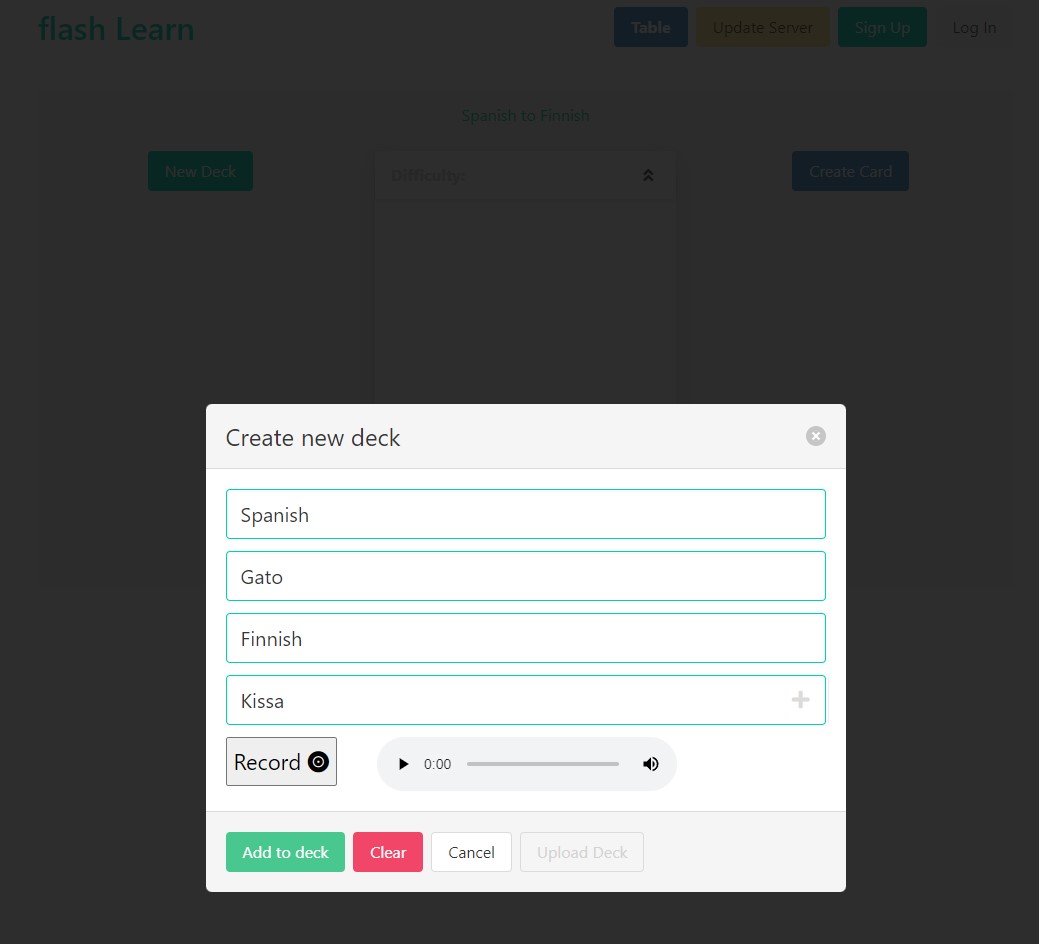 flash Learn
Table Update Server Sign Up Log In
Spanish to Finnish
New Deck Difficulty: Create Card
Create new deck
Spanish
Gato
Finnish
Kissa
Record 0:00
Add to deck Clear Cancel Upload Deck